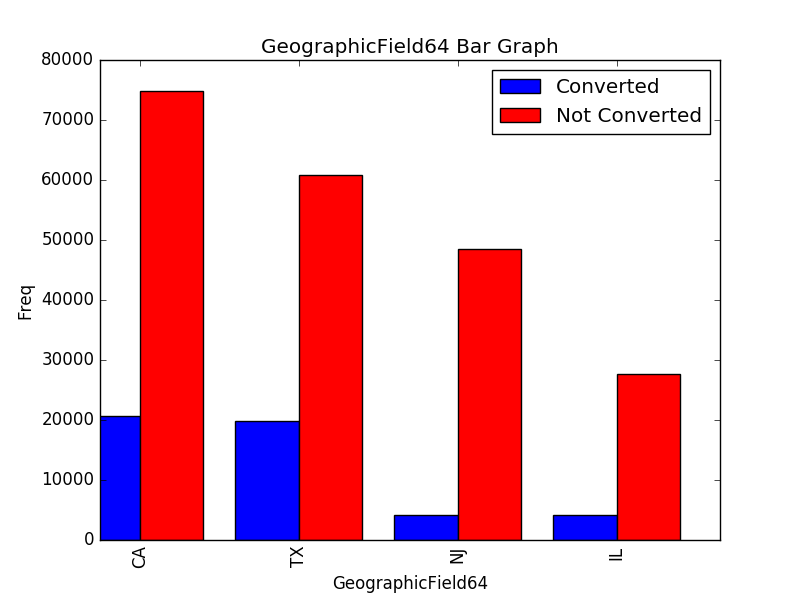 GeographicField64 Bar Graph
Converted
Not Converted
80000
70000
60000
50000
40000
30000
20000
10000
0
Freq
CA
TX
NJ
IL
GeographicField64